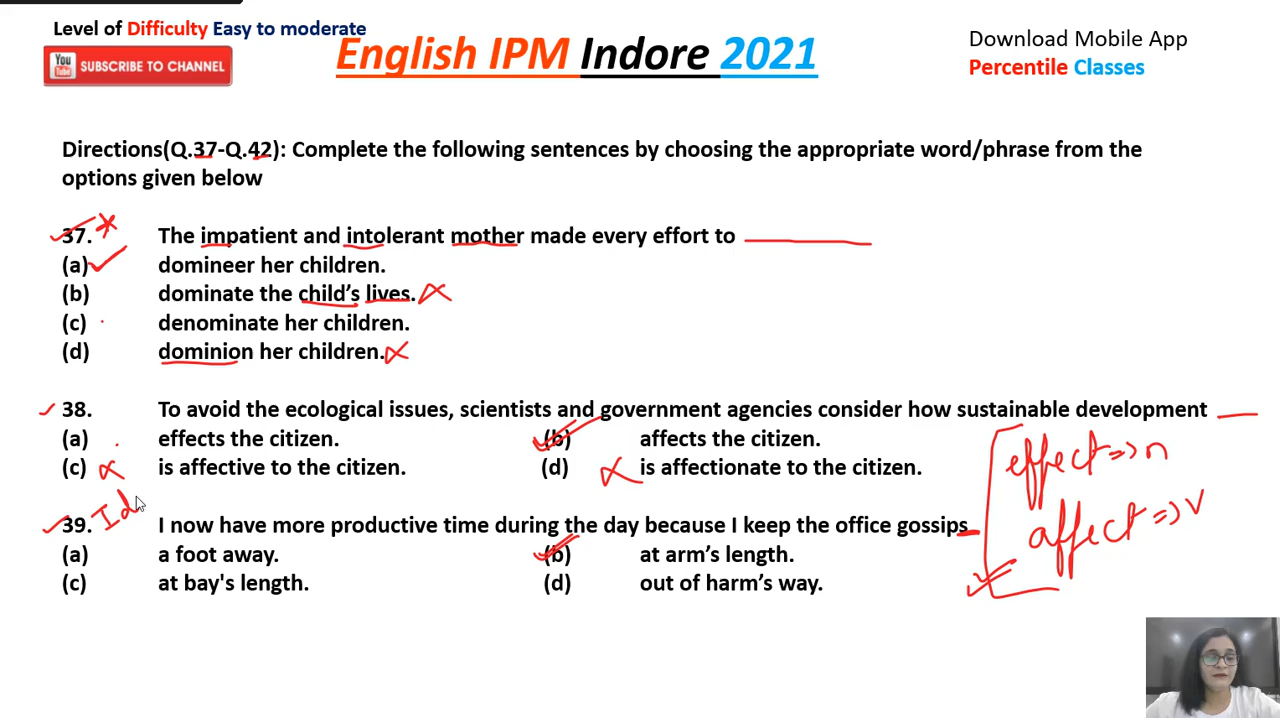 Level of Difficulty Easy to moderate
You Tube SUBSCRIBE TO CHANNEL
English IPM Indore 2021
Download Mobile App
Percentile Classes
Directions(Q.37-Q.42): Complete the following sentences by choosing the appropriate word/phrase from the
options given below
37. The impatient and intolerant mother made every effort to
(a) domineer her children.
(b) dominate the child's lives.
(c) denominate her children.
(d) dominion her children.
38. To avoid the ecological issues, scientists and government agencies consider how sustainable development
(a) effects the citizen. (b) affects the citizen.
(c) is affective to the citizen. (d) is affectionate to the citizen.
effect => n
affect => v
Id
39. I now have more productive time during the day because I keep the office gossips
(a) a foot away. (b) at arm's length.
(c) at bay's length. (d) out of harm's way.